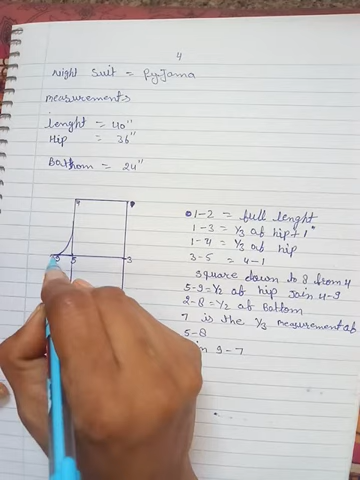 4
Night Suit = Pyjama
measurements
Lenght = 40"
Hip = 36"
Bathom = 24"
4
1-2 = full lenght
1-3 = 1/3 of hip + 1"
1-4 = 1/3 of hip
3-5 = 4-1
Square down to 8 from 4
5-9 = 1/2 of hip Join 4-9
2-8 = 1/2 of Bottom
7 is the 1/3 measurement of
5-8
in 9-7
5 3